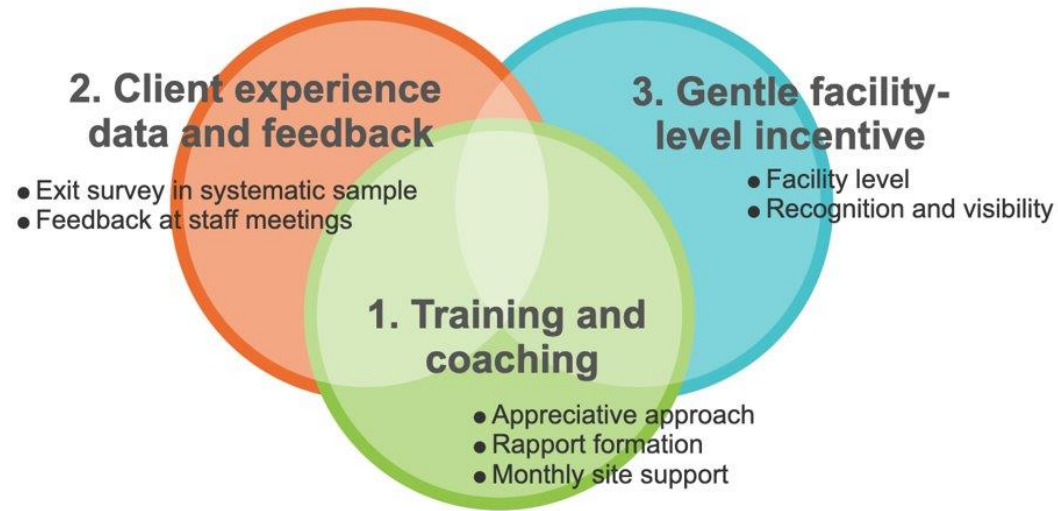 2. Client experience
data and feedback
● Exit survey in systematic sample
● Feedback at staff meetings
3. Gentle facility-
level incentive
● Facility level
● Recognition and visibility
1. Training and
coaching
● Appreciative approach
● Rapport formation
● Monthly site support